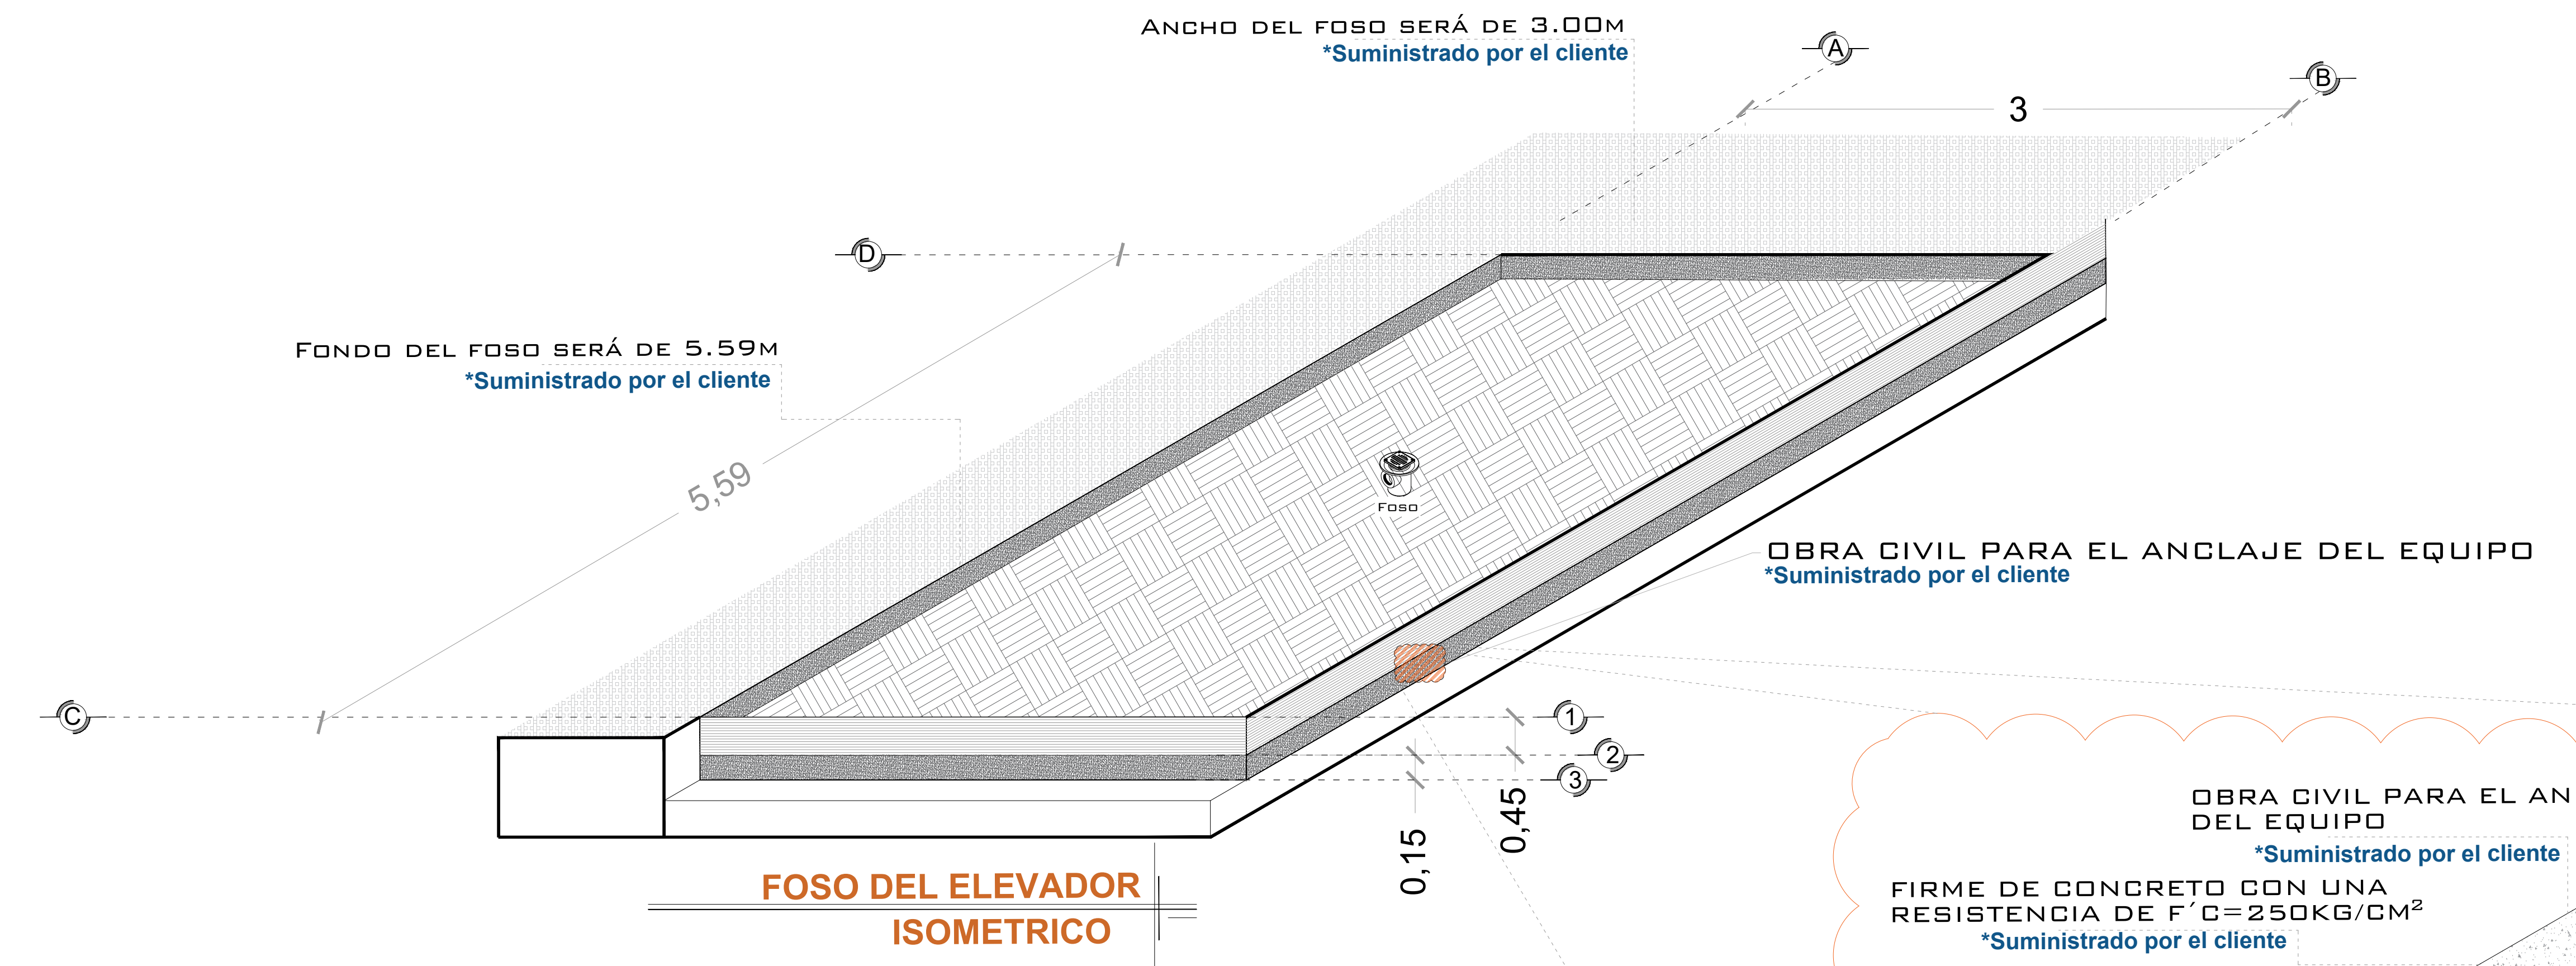 ANCHO DEL FOSO SERÁ DE 3.00M
*Suministrado por el cliente
A
B
3
D
FONDO DEL FOSO SERÁ DE 5.59M
*Suministrado por el cliente
5,59
FOSO
OBRA CIVIL PARA EL ANCLAJE DEL EQUIPO
*Suministrado por el cliente
C
1
2
3
0,15
0,45
FOSO DEL ELEVADOR
ISOMETRICO
OBRA CIVIL PARA EL AN
DEL EQUIPO
*Suministrado por el cliente
FIRME DE CONCRETO CON UNA
RESISTENCIA DE F´C=250KG/CM²
*Suministrado por el cliente